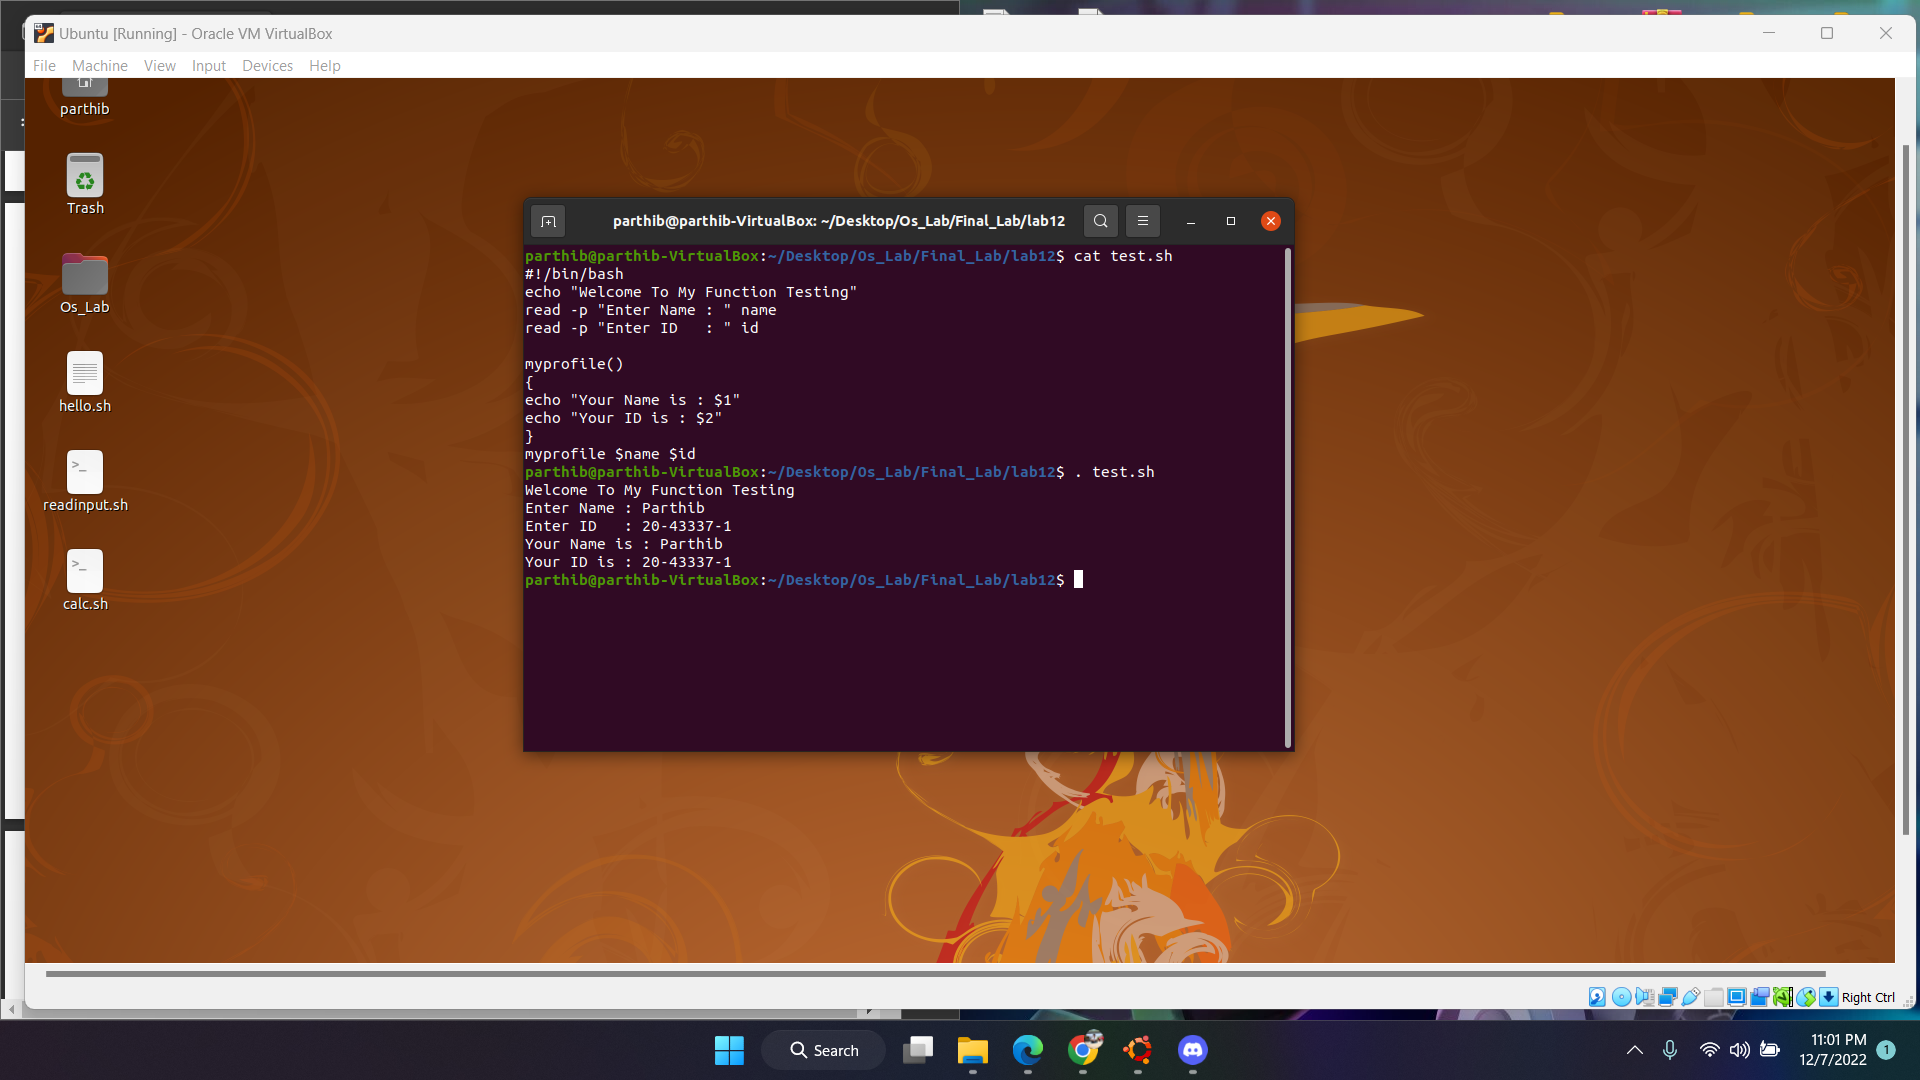 Ubuntu [Running] - Oracle VM VirtualBox
File Machine View Input Devices Help
parthib
Trash
Os_Lab
hello.sh
readinput.sh
calc.sh
parthib@parthib-VirtualBox: ~/Desktop/Os_Lab/Final_Lab/lab12
parthib@parthib-VirtualBox:~/Desktop/Os_Lab/Final_Lab/lab12$ cat test.sh
#!/bin/bash
echo "Welcome To My Function Testing"
read -p "Enter Name : " name
read -p "Enter ID   : " id
myprofile()
{
echo "Your Name is : $1"
echo "Your ID is : $2"
}
myprofile $name $id
parthib@parthib-VirtualBox:~/Desktop/Os_Lab/Final_Lab/lab12$ . test.sh
Welcome To My Function Testing
Enter Name : Parthib
Enter ID   : 20-43337-1
Your Name is : Parthib
Your ID is : 20-43337-1
parthib@parthib-VirtualBox:~/Desktop/Os_Lab/Final_Lab/lab12$
Right Ctrl
Search
11:01 PM
12/7/2022
1